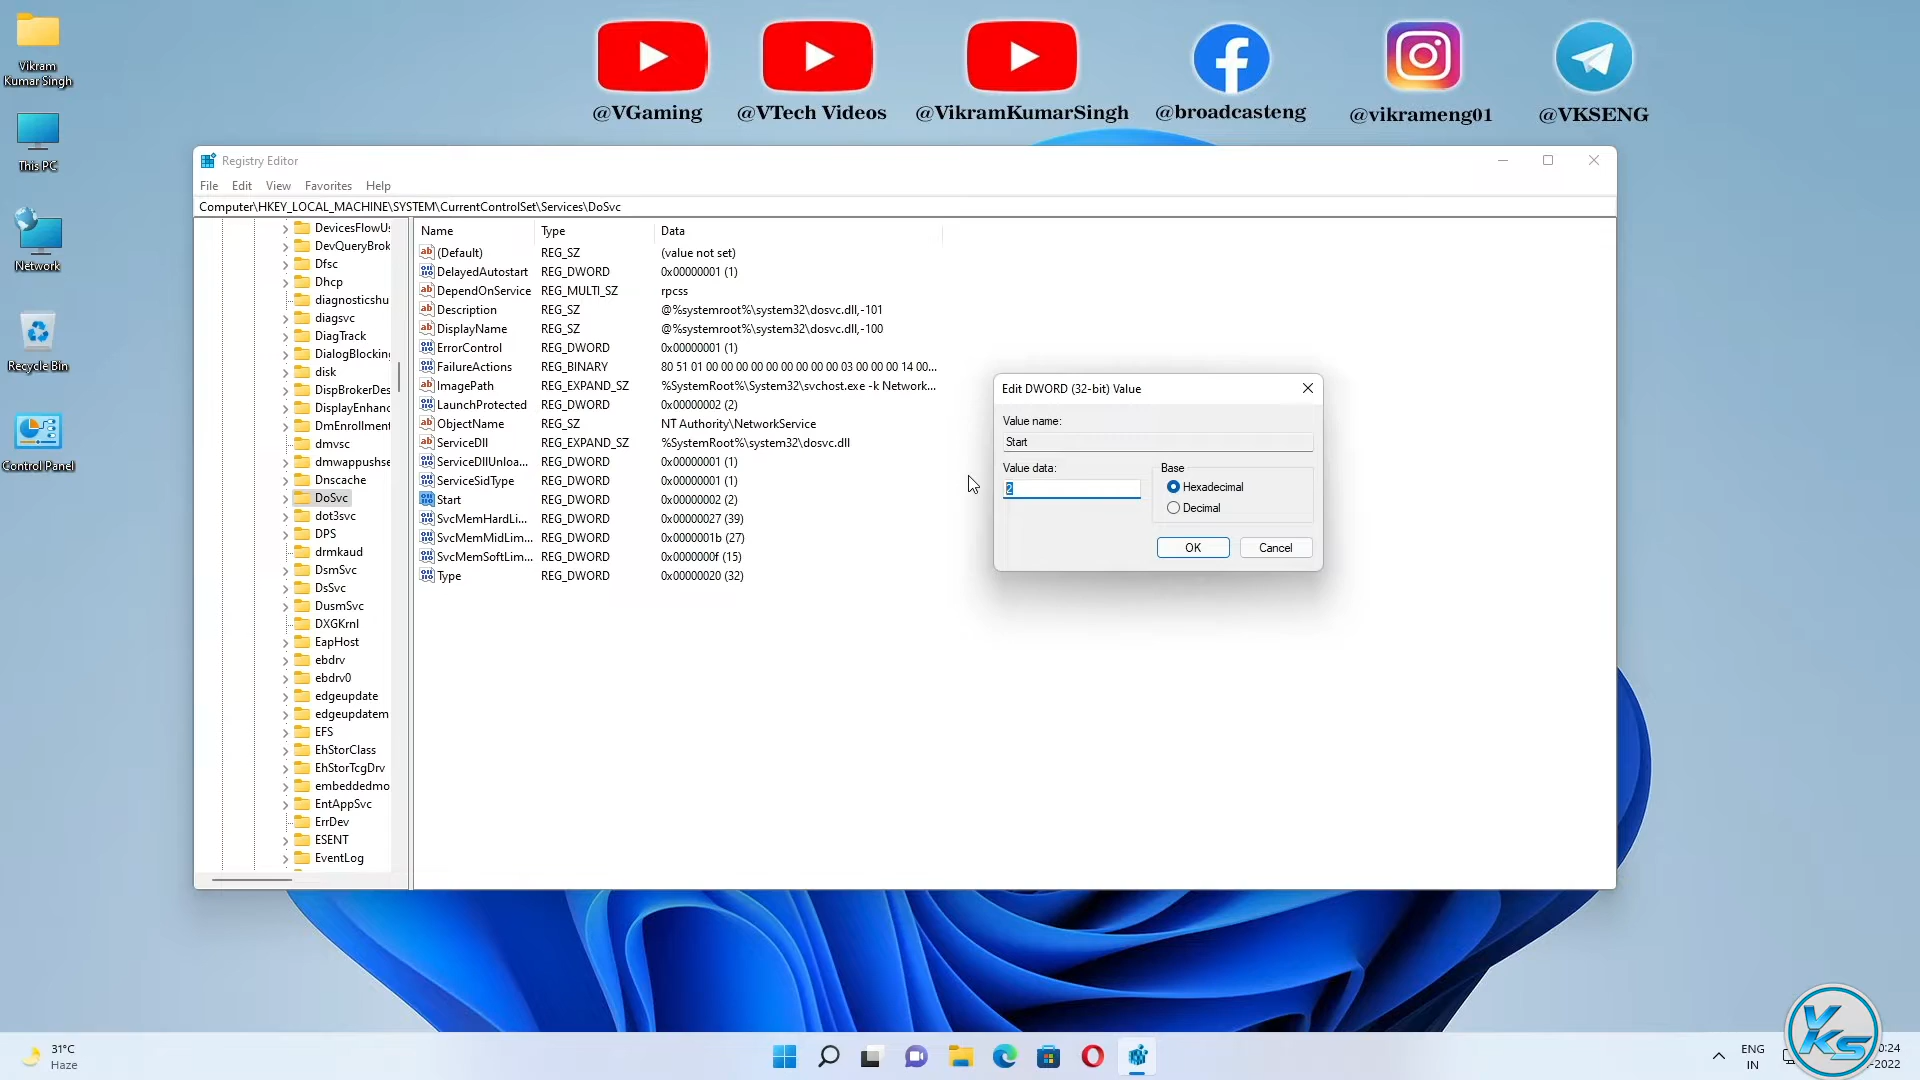 Vikram
Kumar Singh
This PC
Network
Recycle Bin
Control Panel
@VGaming
@VTech Videos
@VikramKumarSingh
@broadcasteng
@vikrameng01
@VKSENG
Registry Editor
File Edit View Favorites Help
Computer\HKEY_LOCAL_MACHINE\SYSTEM\CurrentControlSet\Services\DoSvc
DevicesFlowUs
DevQueryBrok
Dfsc
Dhcp
diagnosticshu
diagsvc
DiagTrack
DialogBlocking
disk
DispBrokerDes
DisplayEnhanc
DmEnrollment
dmvsc
dmwappushse
Dnscache
DoSvc
dot3svc
DPS
drmkaud
DsmSvc
DsSvc
DusmSvc
DXGKrnl
EapHost
ebdrv
ebdrv0
edgeupdate
edgeupdatem
EFS
EhStorClass
EhStorTcgDrv
embeddedmo
EntAppSvc
ErrDev
ESENT
EventLog
Name Type Data
(Default) REG_SZ (value not set)
DelayedAutostart REG_DWORD 0x00000001 (1)
DependOnService REG_MULTI_SZ rpcss
Description REG_SZ @%systemroot%\system32\dosvc.dll,-101
DisplayName REG_SZ @%systemroot%\system32\dosvc.dll,-100
ErrorControl REG_DWORD 0x00000001 (1)
FailureActions REG_BINARY 80 51 01 00 00 00 00 00 00 00 00 00 03 00 00 00 14 00...
ImagePath REG_EXPAND_SZ %SystemRoot%\System32\svchost.exe -k Network...
LaunchProtected REG_DWORD 0x00000002 (2)
ObjectName REG_SZ NT Authority\NetworkService
ServiceDll REG_EXPAND_SZ %SystemRoot%\system32\dosvc.dll
ServiceDllUnloa... REG_DWORD 0x00000001 (1)
ServiceSidType REG_DWORD 0x00000001 (1)
Start REG_DWORD 0x00000002 (2)
SvcMemHardLi... REG_DWORD 0x00000027 (39)
SvcMemMidLim... REG_DWORD 0x0000001b (27)
SvcMemSoftLim... REG_DWORD 0x0000000f (15)
Type REG_DWORD 0x00000020 (32)
Edit DWORD (32-bit) Value
Value name:
Start
Value data:
2
Base
Hexadecimal
Decimal
OK Cancel
31°C
Haze
ENG
IN
0:24
-2022
VKS